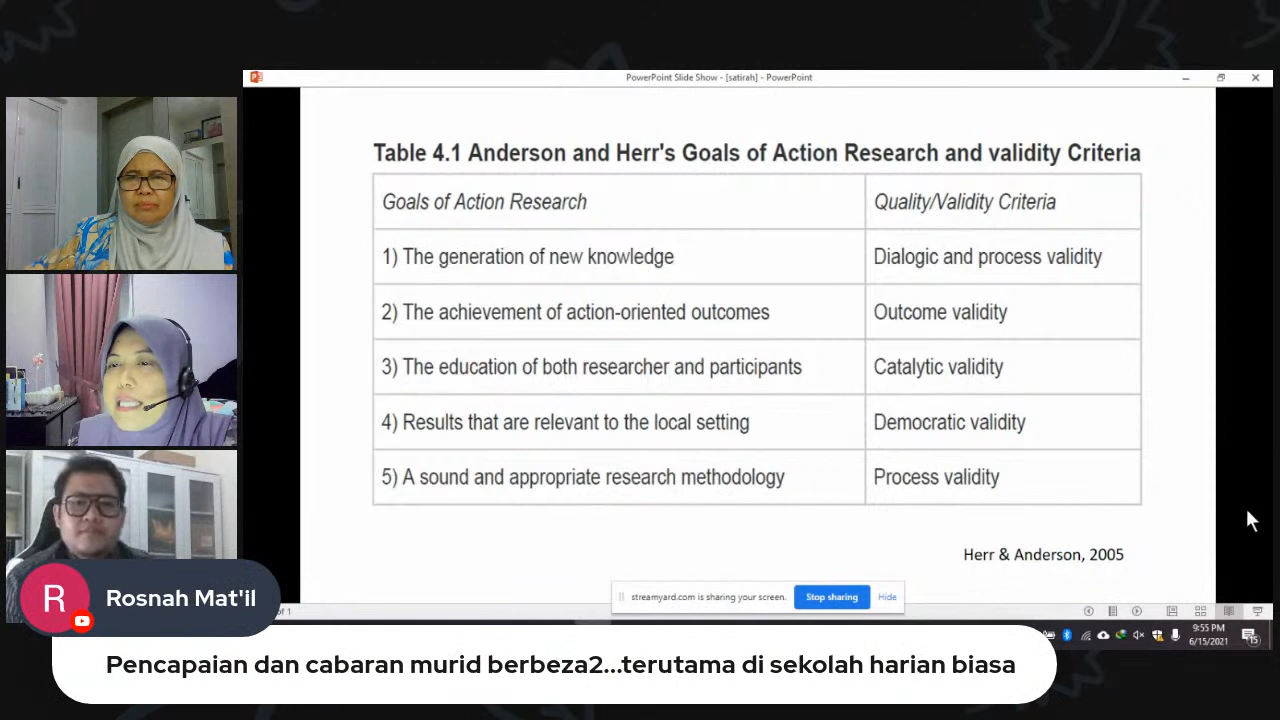 PowerPoint Slide Show - [satirah] - PowerPoint
Table 4.1 Anderson and Herr's Goals of Action Research and validity Criteria
Goals of Action Research
Quality/Validity Criteria
1) The generation of new knowledge
Dialogic and process validity
2) The achievement of action-oriented outcomes
Outcome validity
3) The education of both researcher and participants
Catalytic validity
4) Results that are relevant to the local setting
Democratic validity
5) A sound and appropriate research methodology
Process validity
Herr & Anderson, 2005
streamyard.com is sharing your screen.
Stop sharing
Hide
of 1
9:55 PM
6/15/2021
15
R
Rosnah Mat'il
Pencapaian dan cabaran murid berbeza2...terutama di sekolah harian biasa